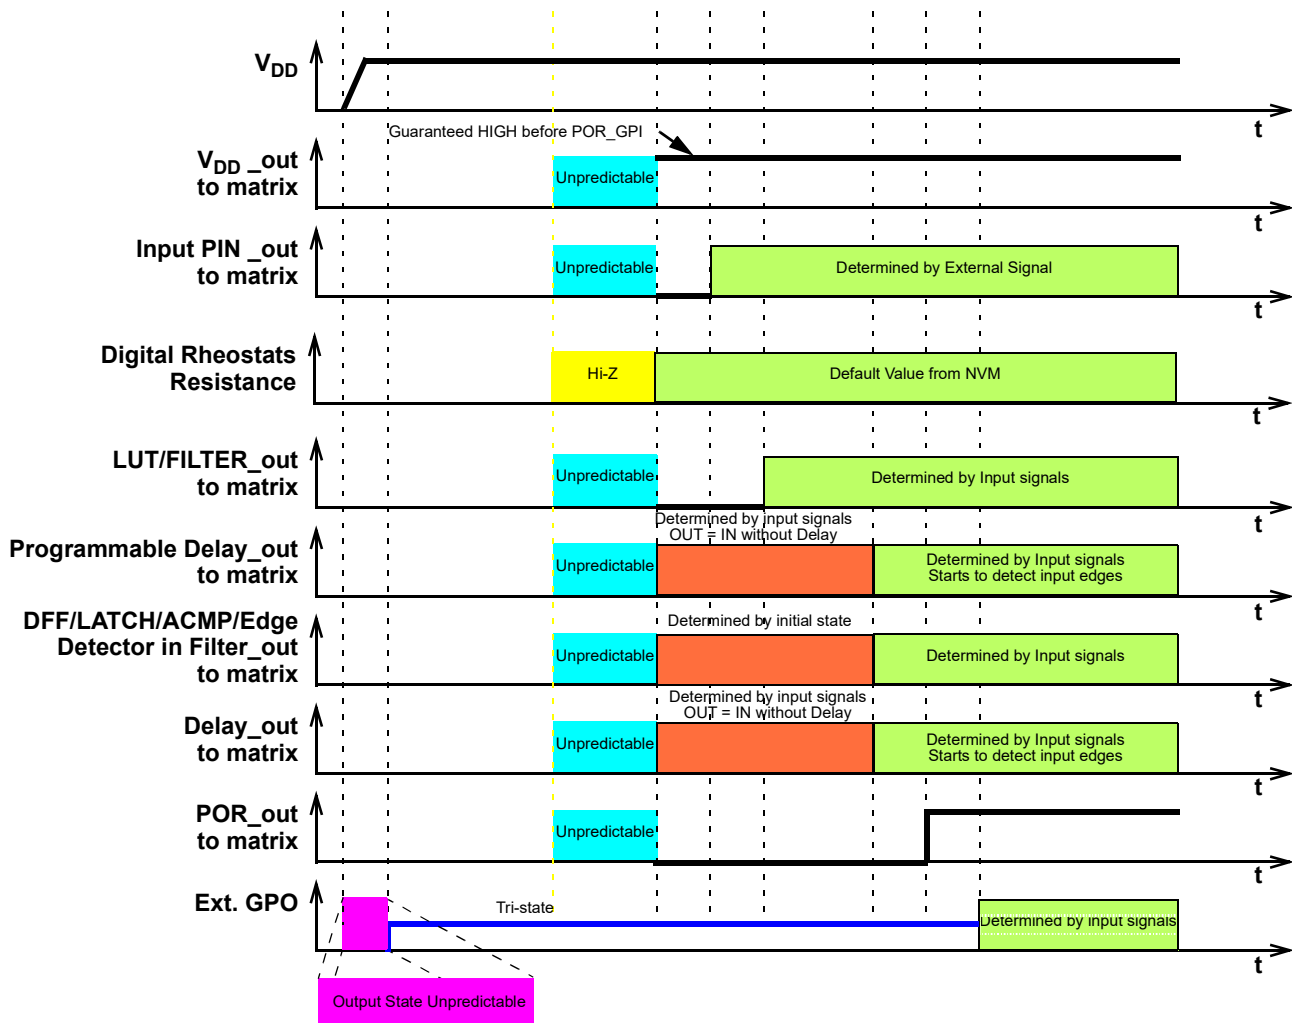 VDD
t
Guaranteed HIGH before POR_GPI
VDD _out
to matrix
Unpredictable
t
Input PIN _out
to matrix
Unpredictable
Determined by External Signal
t
Digital Rheostats
Resistance
Hi-Z
Default Value from NVM
t
LUT/FILTER_out
to matrix
Unpredictable
Determined by Input signals
t
Determined by input signals
OUT = IN without Delay
Programmable Delay_out
to matrix
Unpredictable
Determined by Input signals
Starts to detect input edges
t
DFF/LATCH/ACMP/Edge
Detector in Filter_out
to matrix
Determined by initial state
Unpredictable
Determined by Input signals
t
Determined by input signals
OUT = IN without Delay
Delay_out
to matrix
Unpredictable
Determined by Input signals
Starts to detect input edges
t
POR_out
to matrix
Unpredictable
t
Ext. GPO
Tri-state
Determined by input signals
t
Output State Unpredictable